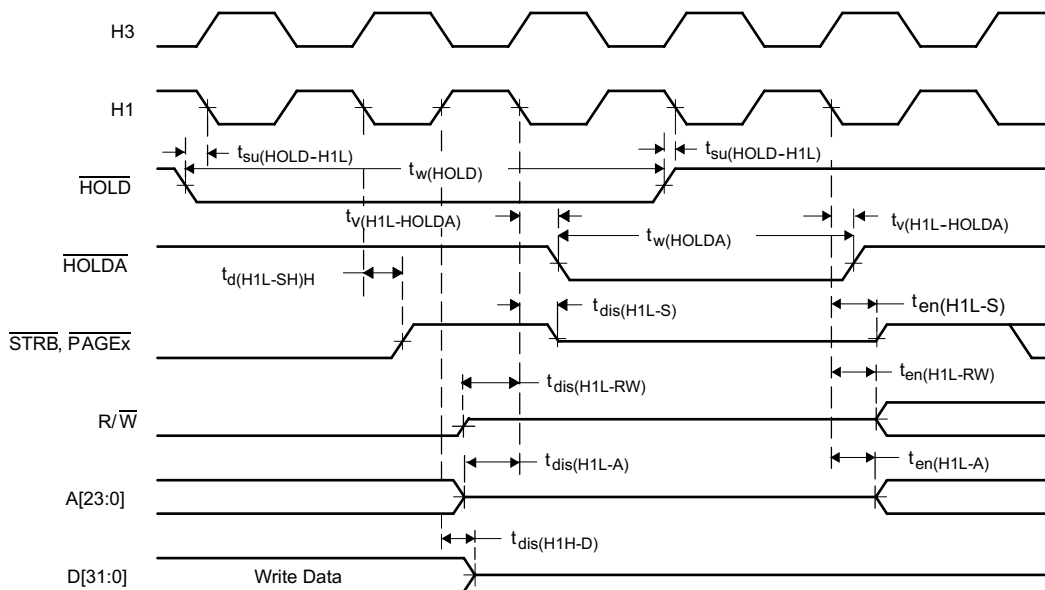 H3
H1
tsu(HOLD-H1L)
tsu(HOLD-H1L)
tw(HOLD)
HOLD
tv(H1L-HOLDA)
tw(HOLDA)
tv(H1L-HOLDA)
HOLDA
td(H1L-SH)H
tdis(H1L-S)
ten(H1L-S)
STRB, PAGEx
tdis(H1L-RW)
ten(H1L-RW)
R/W
tdis(H1L-A)
ten(H1L-A)
A[23:0]
tdis(H1H-D)
D[31:0]
Write Data